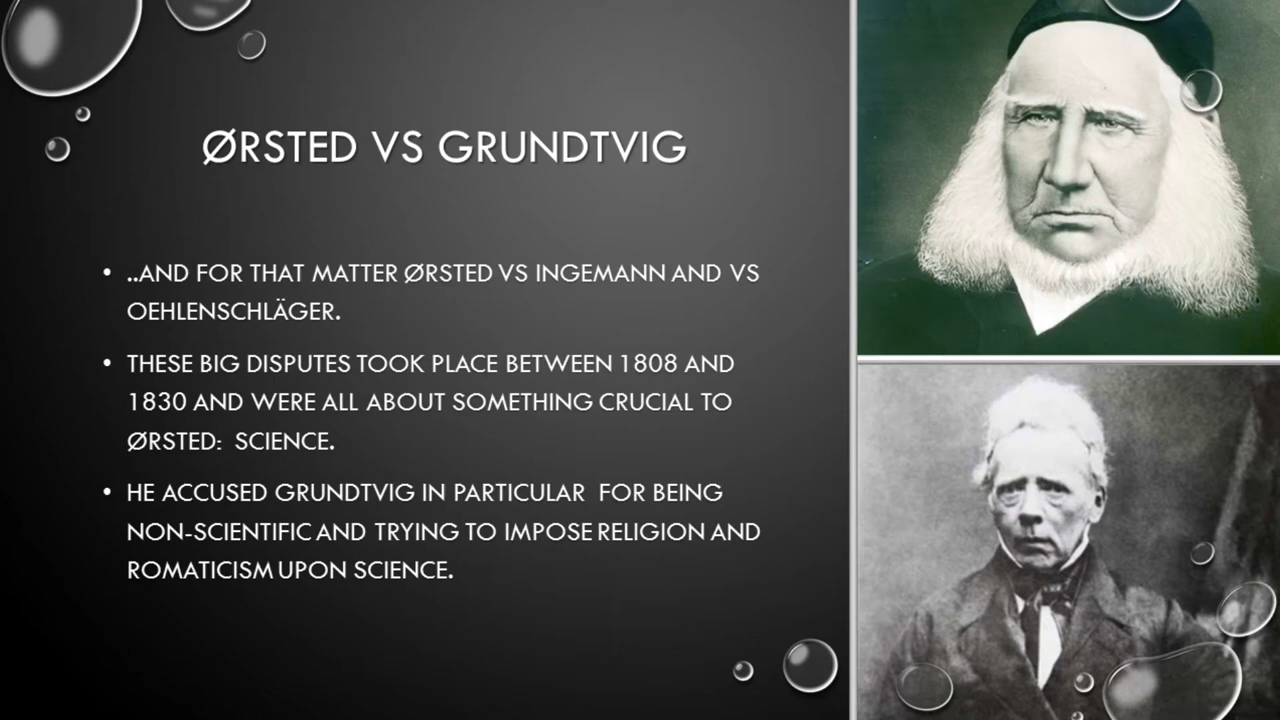 ØRSTED VS GRUNDTVIG
• ..AND FOR THAT MATTER ØRSTED VS INGEMANN AND VS
OEHLENSCHLÄGER.
• THESE BIG DISPUTES TOOK PLACE BETWEEN 1808 AND
1830 AND WERE ALL ABOUT SOMETHING CRUCIAL TO
ØRSTED: SCIENCE.
• HE ACCUSED GRUNDTVIG IN PARTICULAR FOR BEING
NON-SCIENTIFIC AND TRYING TO IMPOSE RELIGION AND
ROMATICISM UPON SCIENCE.